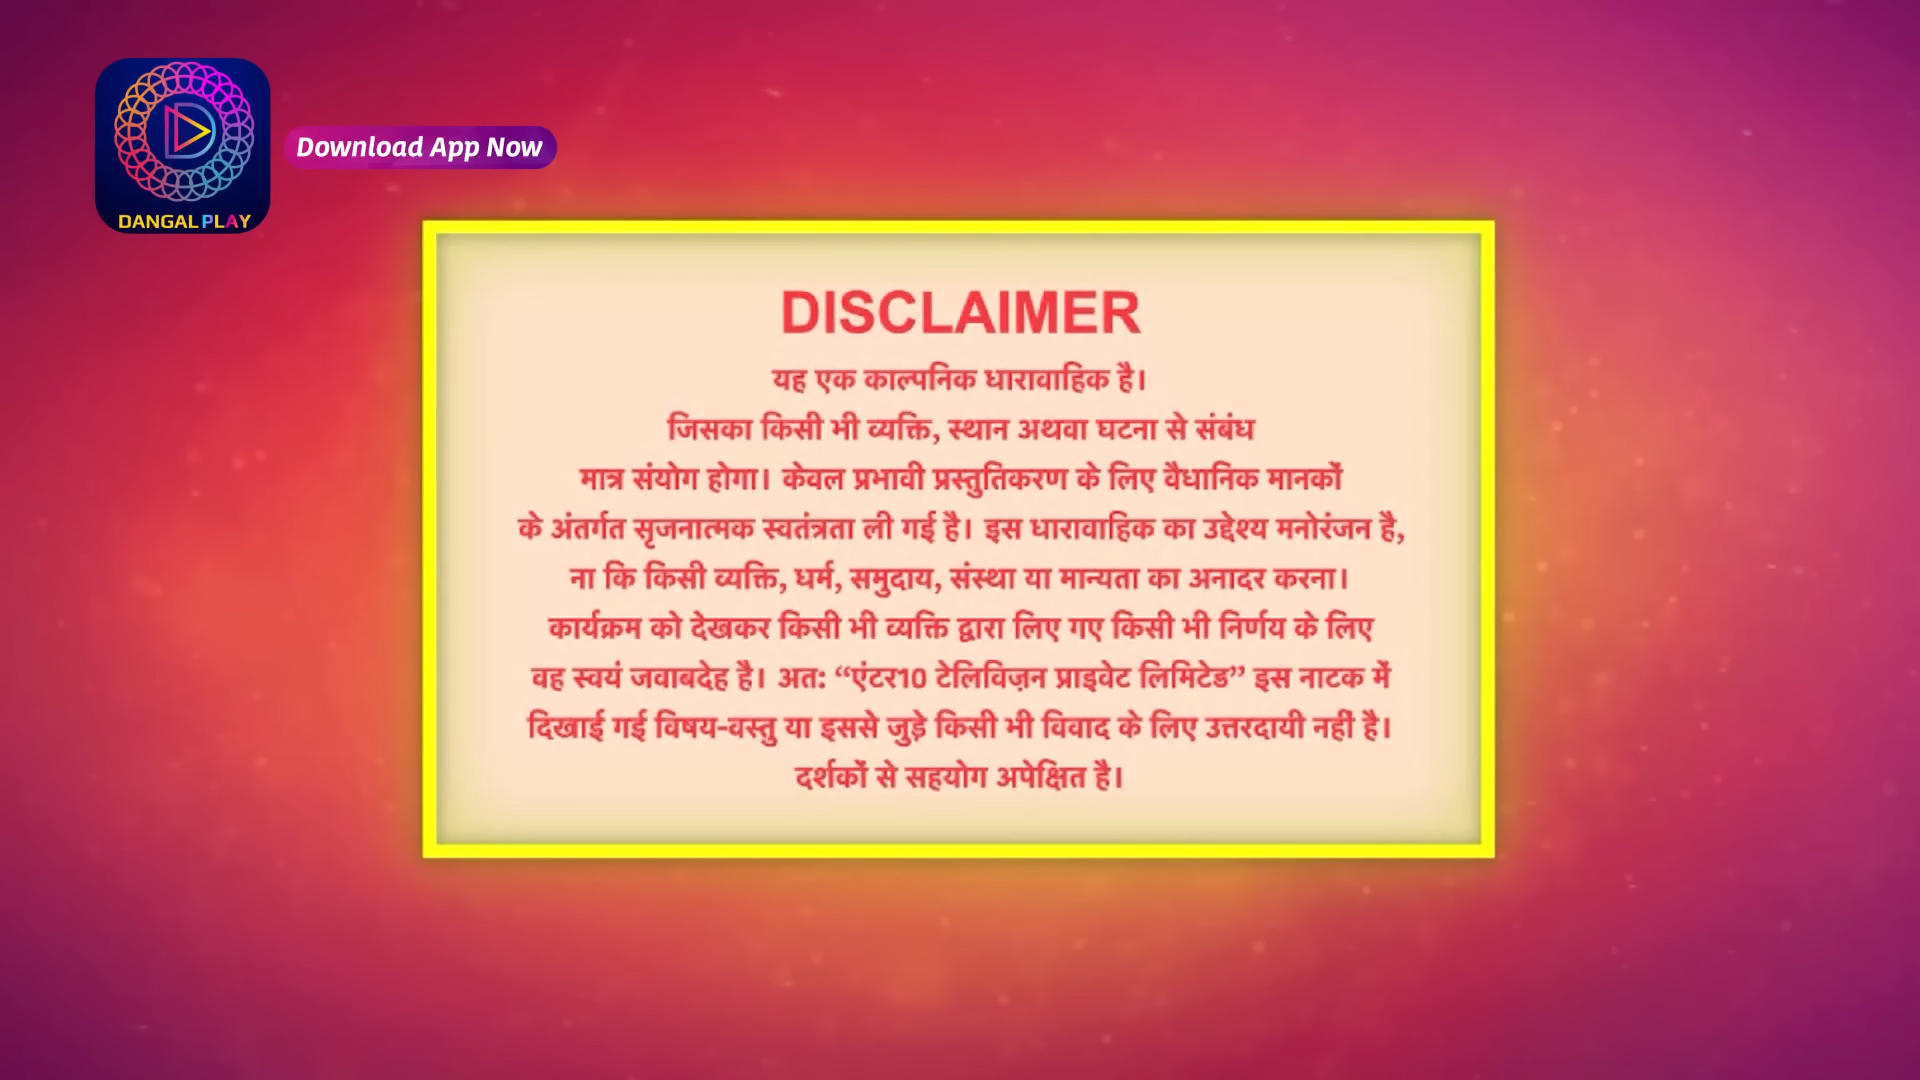 DANGAL PLAY
Download App Now
DISCLAIMER
यह एक काल्पनिक धारावाहिक है।
जिसका किसी भी व्यक्ति, स्थान अथवा घटना से संबंध
मात्र संयोग होगा। केवल प्रभावी प्रस्तुतिकरण के लिए वैधानिक मानकों
के अंतर्गत सृजनात्मक स्वतंत्रता ली गई है। इस धारावाहिक का उद्देश्य मनोरंजन है,
ना कि किसी व्यक्ति, धर्म, समुदाय, संस्था या मान्यता का अनादर करना।
कार्यक्रम को देखकर किसी भी व्यक्ति द्वारा लिए गए किसी भी निर्णय के लिए
वह स्वयं जवाबदेह है। अत: “एंटर10 टेलिविज़न प्राइवेट लिमिटेड” इस नाटक में
दिखाई गई विषय-वस्तु या इससे जुड़े किसी भी विवाद के लिए उत्तरदायी नहीं है।
दर्शकों से सहयोग अपेक्षित है।